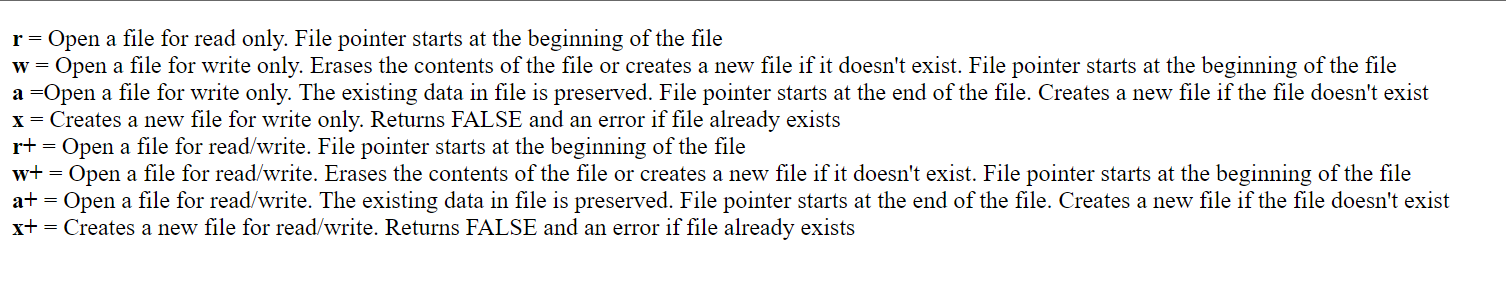 r = Open a file for read only. File pointer starts at the beginning of the file
w = Open a file for write only. Erases the contents of the file or creates a new file if it doesn't exist. File pointer starts at the beginning of the file
a =Open a file for write only. The existing data in file is preserved. File pointer starts at the end of the file. Creates a new file if the file doesn't exist
x = Creates a new file for write only. Returns FALSE and an error if file already exists
r+ = Open a file for read/write. File pointer starts at the beginning of the file
w+ = Open a file for read/write. Erases the contents of the file or creates a new file if it doesn't exist. File pointer starts at the beginning of the file
a+ = Open a file for read/write. The existing data in file is preserved. File pointer starts at the end of the file. Creates a new file if the file doesn't exist
x+ = Creates a new file for read/write. Returns FALSE and an error if file already exists